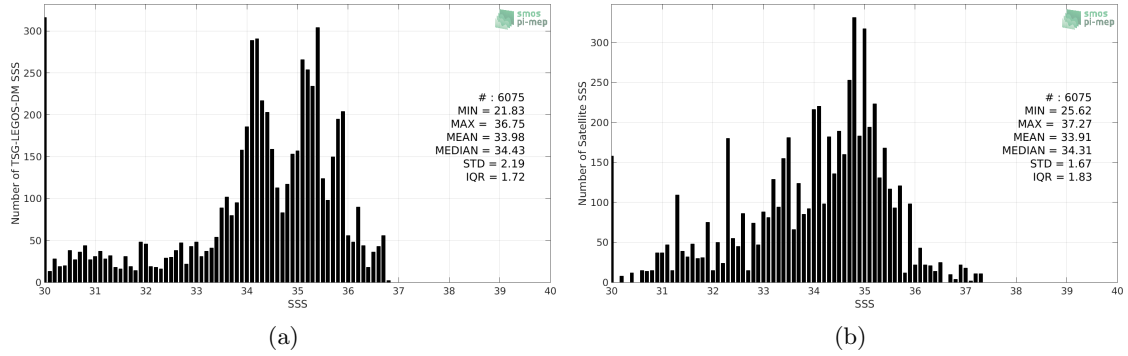 Number of TSG-LEGOS-DM SSS
300
250
200
150
100
50
0
30 31 32 33 34 35 36 37 38 39 40
SSS
smos
pi-mep
# : 6075
MIN = 21.83
MAX = 36.75
MEAN = 33.98
MEDIAN = 34.43
STD = 2.19
IQR = 1.72
(a)
Number of Satellite SSS
300
250
200
150
100
50
0
30 31 32 33 34 35 36 37 38 39 40
SSS
smos
pi-mep
# : 6075
MIN = 25.62
MAX = 37.27
MEAN = 33.91
MEDIAN = 34.31
STD = 1.67
IQR = 1.83
(b)